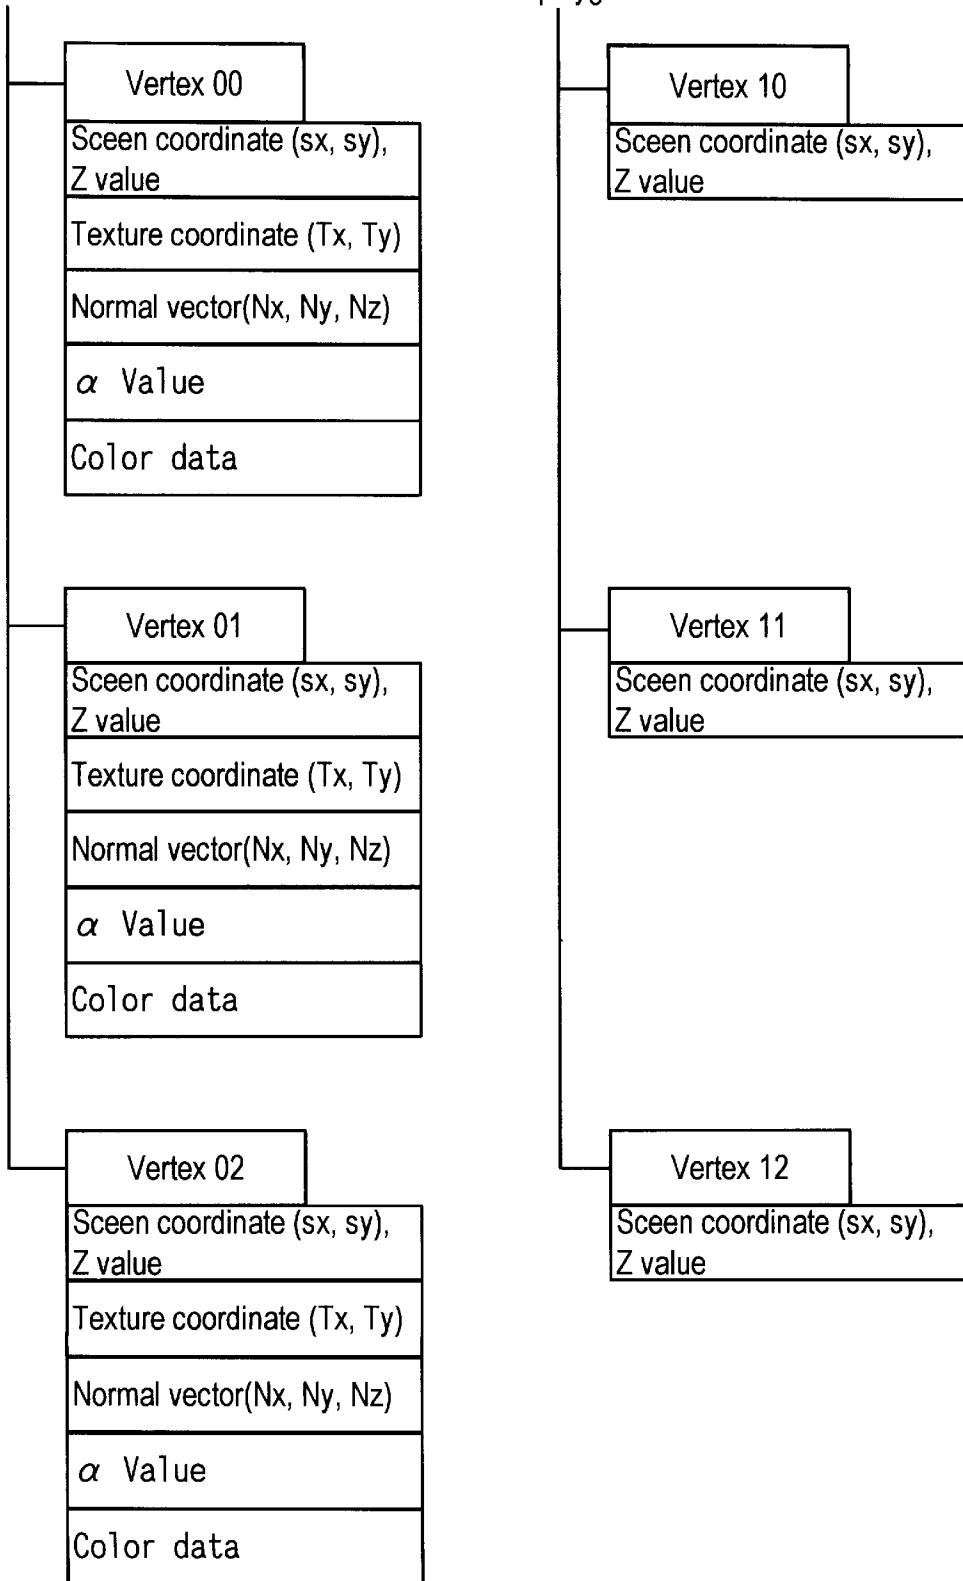 Vertex 00
Sceen coordinate (sx, sy),
Z value
Texture coordinate (Tx, Ty)
Normal vector(Nx, Ny, Nz)
α Value
Color data
Vertex 01
Sceen coordinate (sx, sy),
Z value
Texture coordinate (Tx, Ty)
Normal vector(Nx, Ny, Nz)
α Value
Color data
Vertex 02
Sceen coordinate (sx, sy),
Z value
Texture coordinate (Tx, Ty)
Normal vector(Nx, Ny, Nz)
α Value
Color data
Vertex 10
Sceen coordinate (sx, sy),
Z value
Vertex 11
Sceen coordinate (sx, sy),
Z value
Vertex 12
Sceen coordinate (sx, sy),
Z value